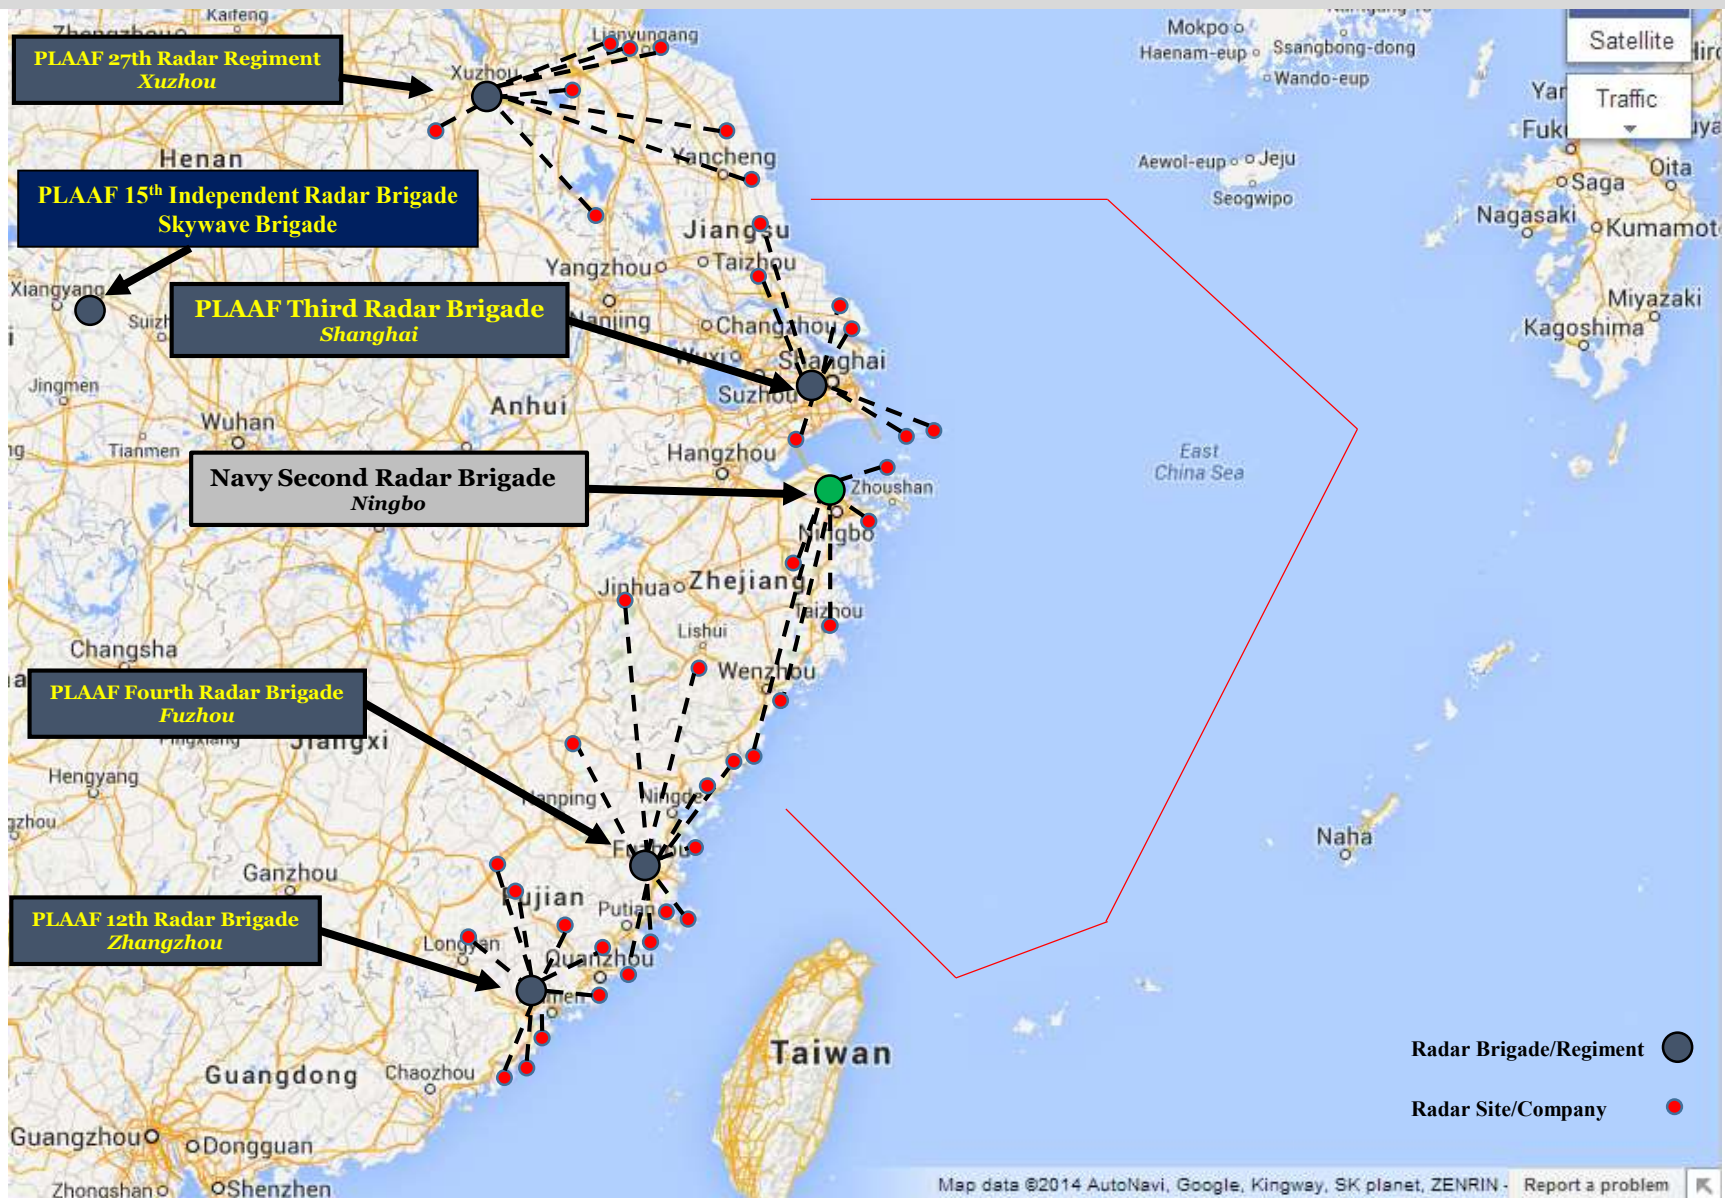 Kaifeng
Mokpo
Haenam-eup
Ssangbong-dong
Wando-eup
Satellite
Traffic
Lianyungang
PLAAF 27th Radar Regiment
Xuzhou
Xuzhou
Henan
Yancheng
Aewol-eup
Jeju
Seogwipo
Oita
Saga
Nagasaki
Kumamot
PLAAF 15th Independent Radar Brigade
Skywave Brigade
Jiangsu
Yangzhou
Taizhou
Xiangyang
Miyazaki
Kagoshima
PLAAF Third Radar Brigade
Shanghai
Changzhou
Shanghai
Suzhou
Jingmen
Anhui
Wuhan
Tianmen
Hangzhou
East
China Sea
Navy Second Radar Brigade
Ningbo
Zhoushan
Ningbo
Jinhua
Zhejiang
Taizhou
Lishui
Changsha
Wenzhou
PLAAF Fourth Radar Brigade
Fuzhou
Jiangxi
Hengyang
Nanping
Ningde
Naha
Fuzhou
Ganzhou
Fujian
Putian
PLAAF 12th Radar Brigade
Zhangzhou
Longyan
Quanzhou
Taiwan
Radar Brigade/Regiment
Guangdong
Chaozhou
Radar Site/Company
Guangzhou
Dongguan
Zhongshan
Shenzhen
Map data ©2014 AutoNavi, Google, Kingway, SK planet, ZENRIN -
Report a problem